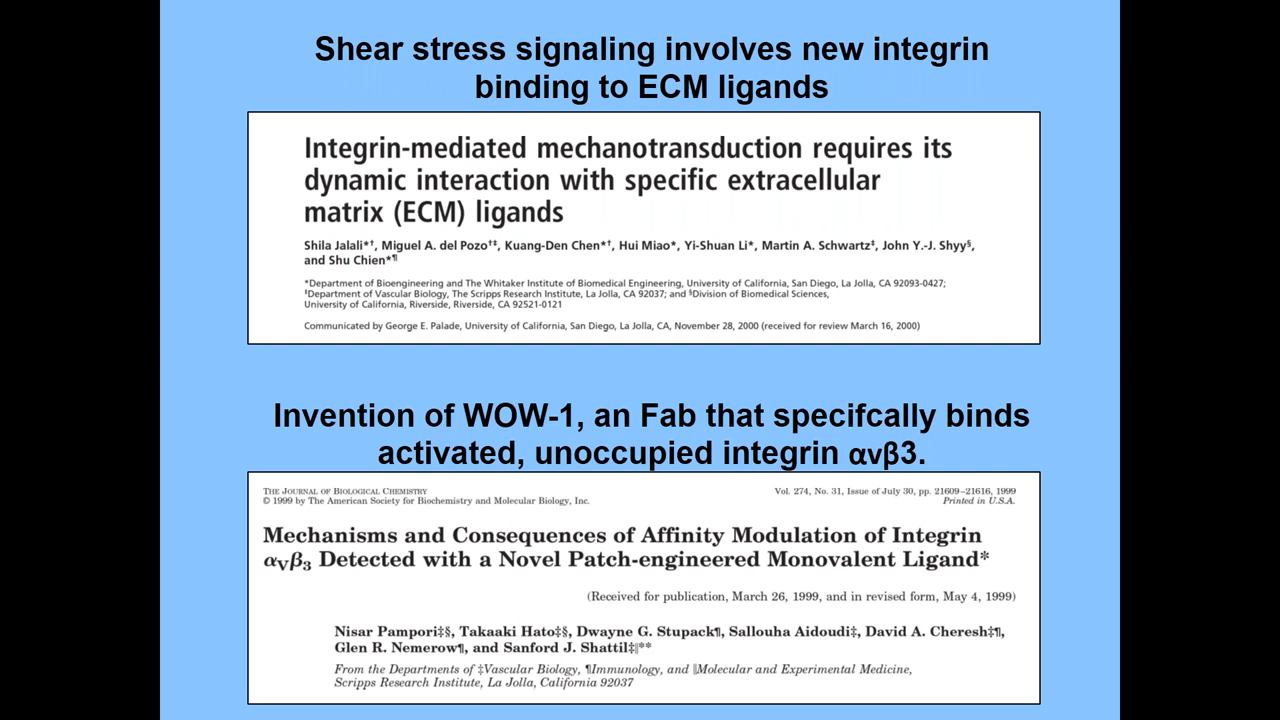 Shear stress signaling involves new integrin
binding to ECM ligands
Integrin-mediated mechanotransduction requires its
dynamic interaction with specific extracellular
matrix (ECM) ligands
Shila Jalali*†, Miguel A. del Pozo†‡, Kuang-Den Chen*†, Hui Miao*, Yi-Shuan Li*, Martin A. Schwartz‡, John Y.-J. Shyy§,
and Shu Chien*¶
*Department of Bioengineering and The Whitaker Institute of Biomedical Engineering, University of California, San Diego, La Jolla, CA 92093-0427;
‡Department of Vascular Biology, The Scripps Research Institute, La Jolla, CA 92037; and §Division of Biomedical Sciences,
University of California, Riverside, Riverside, CA 92521-0121
Communicated by George E. Palade, University of California, San Diego, La Jolla, CA, November 28, 2000 (received for review March 16, 2000)
Invention of WOW-1, an Fab that specifcally binds
activated, unoccupied integrin αvβ3.
THE JOURNAL OF BIOLOGICAL CHEMISTRY Vol. 274, No. 31, Issue of July 30, pp. 21609–21616, 1999
© 1999 by The American Society for Biochemistry and Molecular Biology, Inc. Printed in U.S.A.
Mechanisms and Consequences of Affinity Modulation of Integrin
αVβ3 Detected with a Novel Patch-engineered Monovalent Ligand*
(Received for publication, March 26, 1999, and in revised form, May 4, 1999)
Nisar Pampori‡§, Takaaki Hato‡§, Dwayne G. Stupack¶, Sallouha Aidoudi‡, David A. Cheresh‡¶,
Glen R. Nemerow¶, and Sanford J. Shattil‡‖**
From the Departments of ‡Vascular Biology, ¶Immunology, and ‖Molecular and Experimental Medicine,
Scripps Research Institute, La Jolla, California 92037